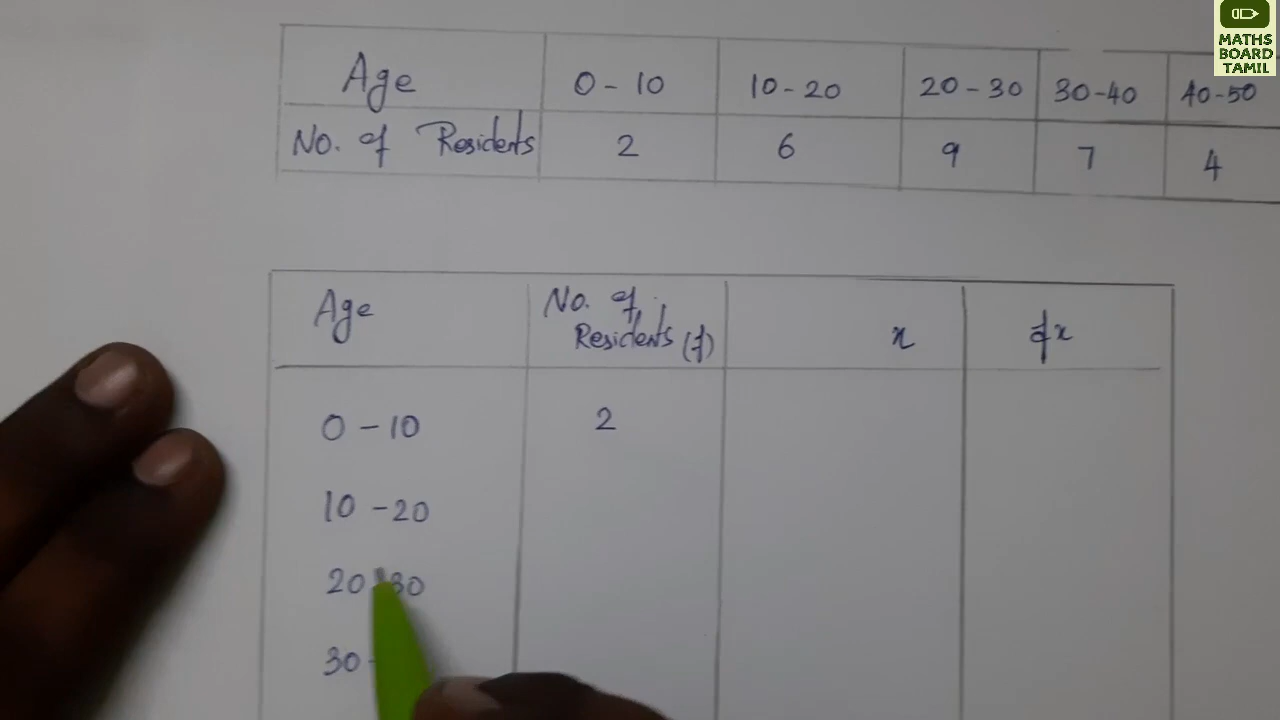 MATHS
BOARD
TAMIL
Age 0 - 10 10 - 20 20 - 30 30-40 40-50
No. of Residents 2 6 9 7 4
Age No. of Residents (f) x fx
0 - 10 2
10 - 20
20 30
30 -